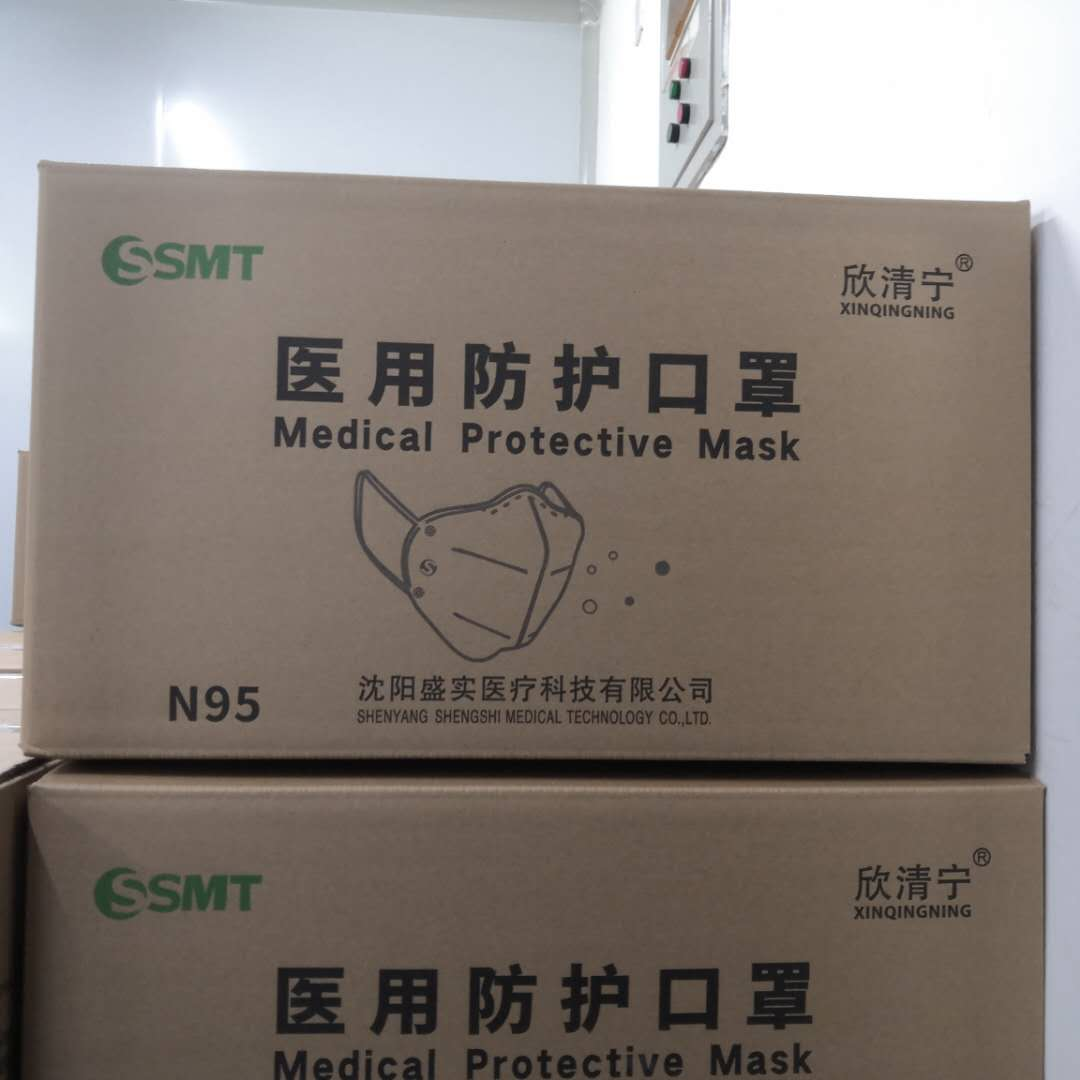 SSMT
欣清宁®
XINQINGNING
医用防护口罩
Medical Protective Mask
N95
沈阳盛实医疗科技有限公司
SHENYANG SHENGSHI MEDICAL TECHNOLOGY CO.,LTD.
SSMT
欣清宁®
XINQINGNING
医用防护口罩
Medical Protective Mask